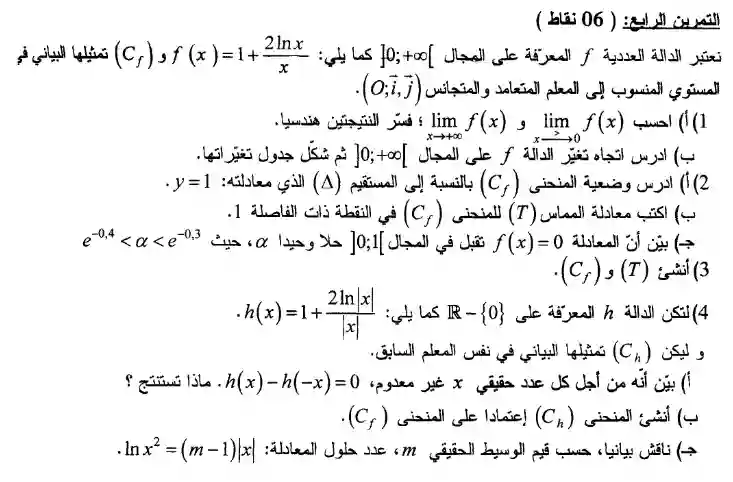 التمرين الرابع: ( 06 نقاط )
نعتبر الدالة العددية f المعرّفة على المجال ]0;+∞[ كما يلي: f(x)=1+\frac{2\ln x}{x} و (C_f) تمثيلها البياني في
المستوي المنسوب إلى المعلم المتعامد والمتجانس (O;\vec{i},\vec{j}).
1) أ) احسب \lim_{x \xrightarrow{>} 0} f(x) و \lim_{x \to +\infty} f(x) ؛ فسّر النتيجتين هندسيا.
ب) ادرس اتجاه تغيّر الدالة f على المجال ]0;+∞[ ثم شكّل جدول تغيّراتها.
2) أ) ادرس وضعية المنحنى (C_f) بالنسبة إلى المستقيم (Δ) الذي معادلته: y=1.
ب) اكتب معادلة المماس (T) للمنحنى (C_f) في النقطة ذات الفاصلة 1.
جـ) بيّن أنّ المعادلة f(x)=0 تقبل في المجال ]0;1[ حلا وحيدا α، حيث e^{-0,4}<α<e^{-0,3}
3) أنشئ (T) و (C_f).
4) لتكن الدالة h المعرّفة على ℝ-{0} كما يلي: h(x)=1+\frac{2\ln|x|}{|x|}.
و ليكن (C_h) تمثيلها البياني في نفس المعلم السابق.
أ) بيّن أنّه من أجل كل عدد حقيقي x غير معدوم، h(x)-h(-x)=0. ماذا تستنتج ؟
ب) أنشئ المنحنى (C_h) إعتمادا على المنحنى (C_f).
جـ) ناقش بيانيا، حسب قيم الوسيط الحقيقي m، عدد حلول المعادلة: \ln x^2=(m-1)|x|.